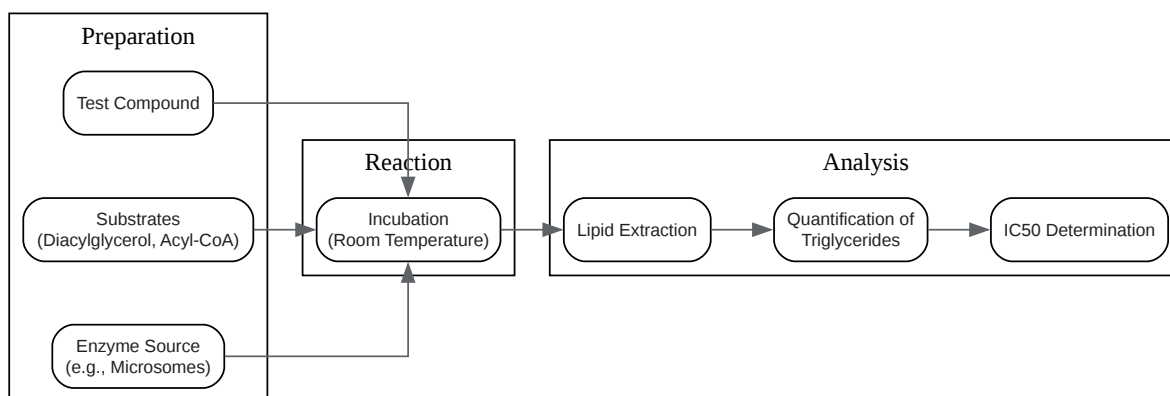 Preparation
Test Compound
Substrates
(Diacylglycerol, Acyl-CoA)
Enzyme Source
(e.g., Microsomes)
Reaction
Incubation
(Room Temperature)
Analysis
Lipid Extraction
Quantification of
Triglycerides
IC50 Determination